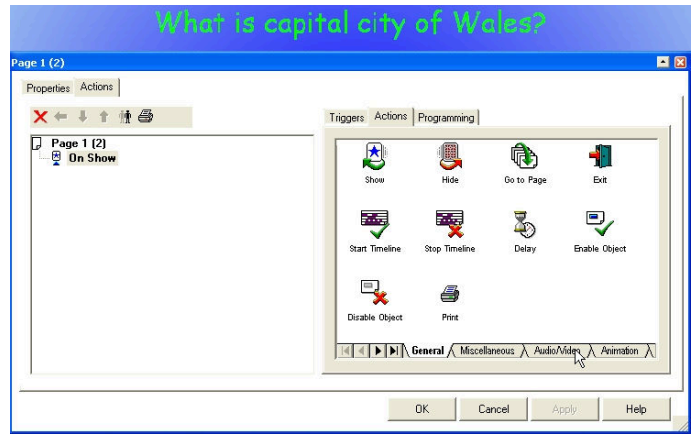 What is capital city of Wales?
Page 1 (2)
Properties Actions
Triggers Actions Programming
Page 1 (2)
On Show
Show Hide Go to Page Exit
Start Timeline Stop Timeline Delay Enable Object
Disable Object Print
General Miscellaneous Audio/Video Animation
OK Cancel Apply Help